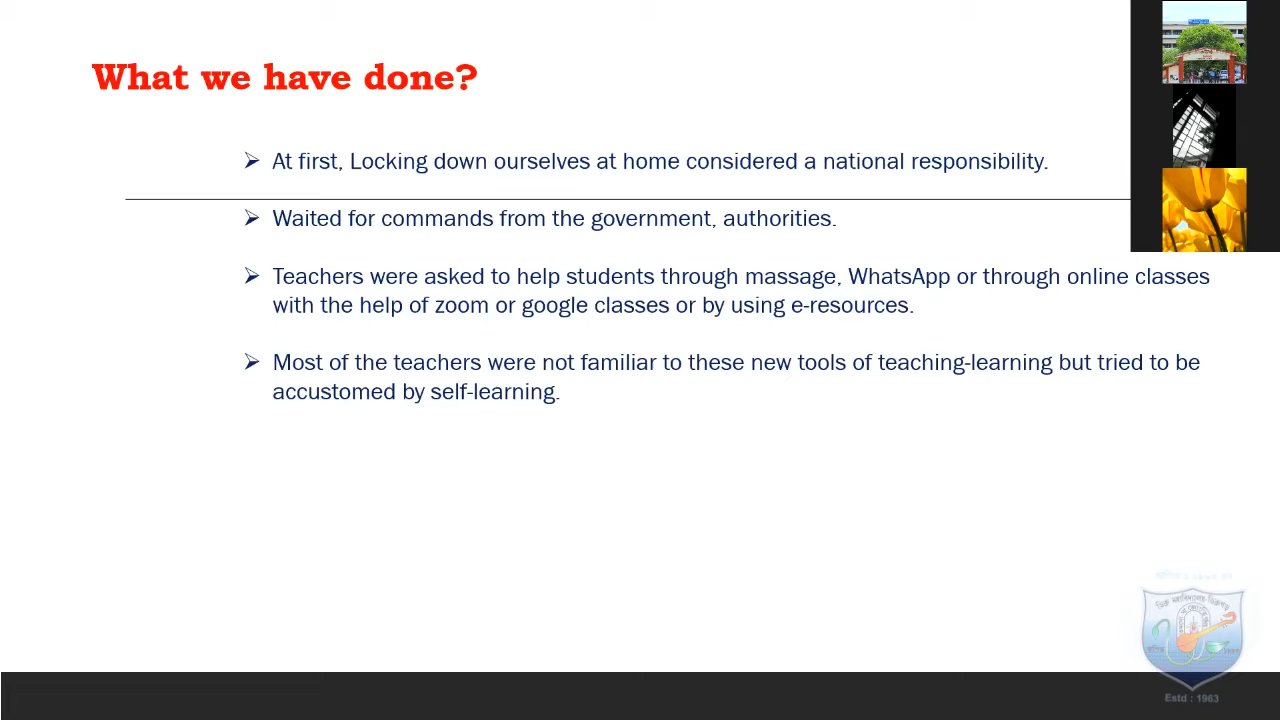 What we have done?
➢ At first, Locking down ourselves at home considered a national responsibility.
➢ Waited for commands from the government, authorities.
➢ Teachers were asked to help students through massage, WhatsApp or through online classes
with the help of zoom or google classes or by using e-resources.
➢ Most of the teachers were not familiar to these new tools of teaching-learning but tried to be
accustomed by self-learning.
Estd : 1963